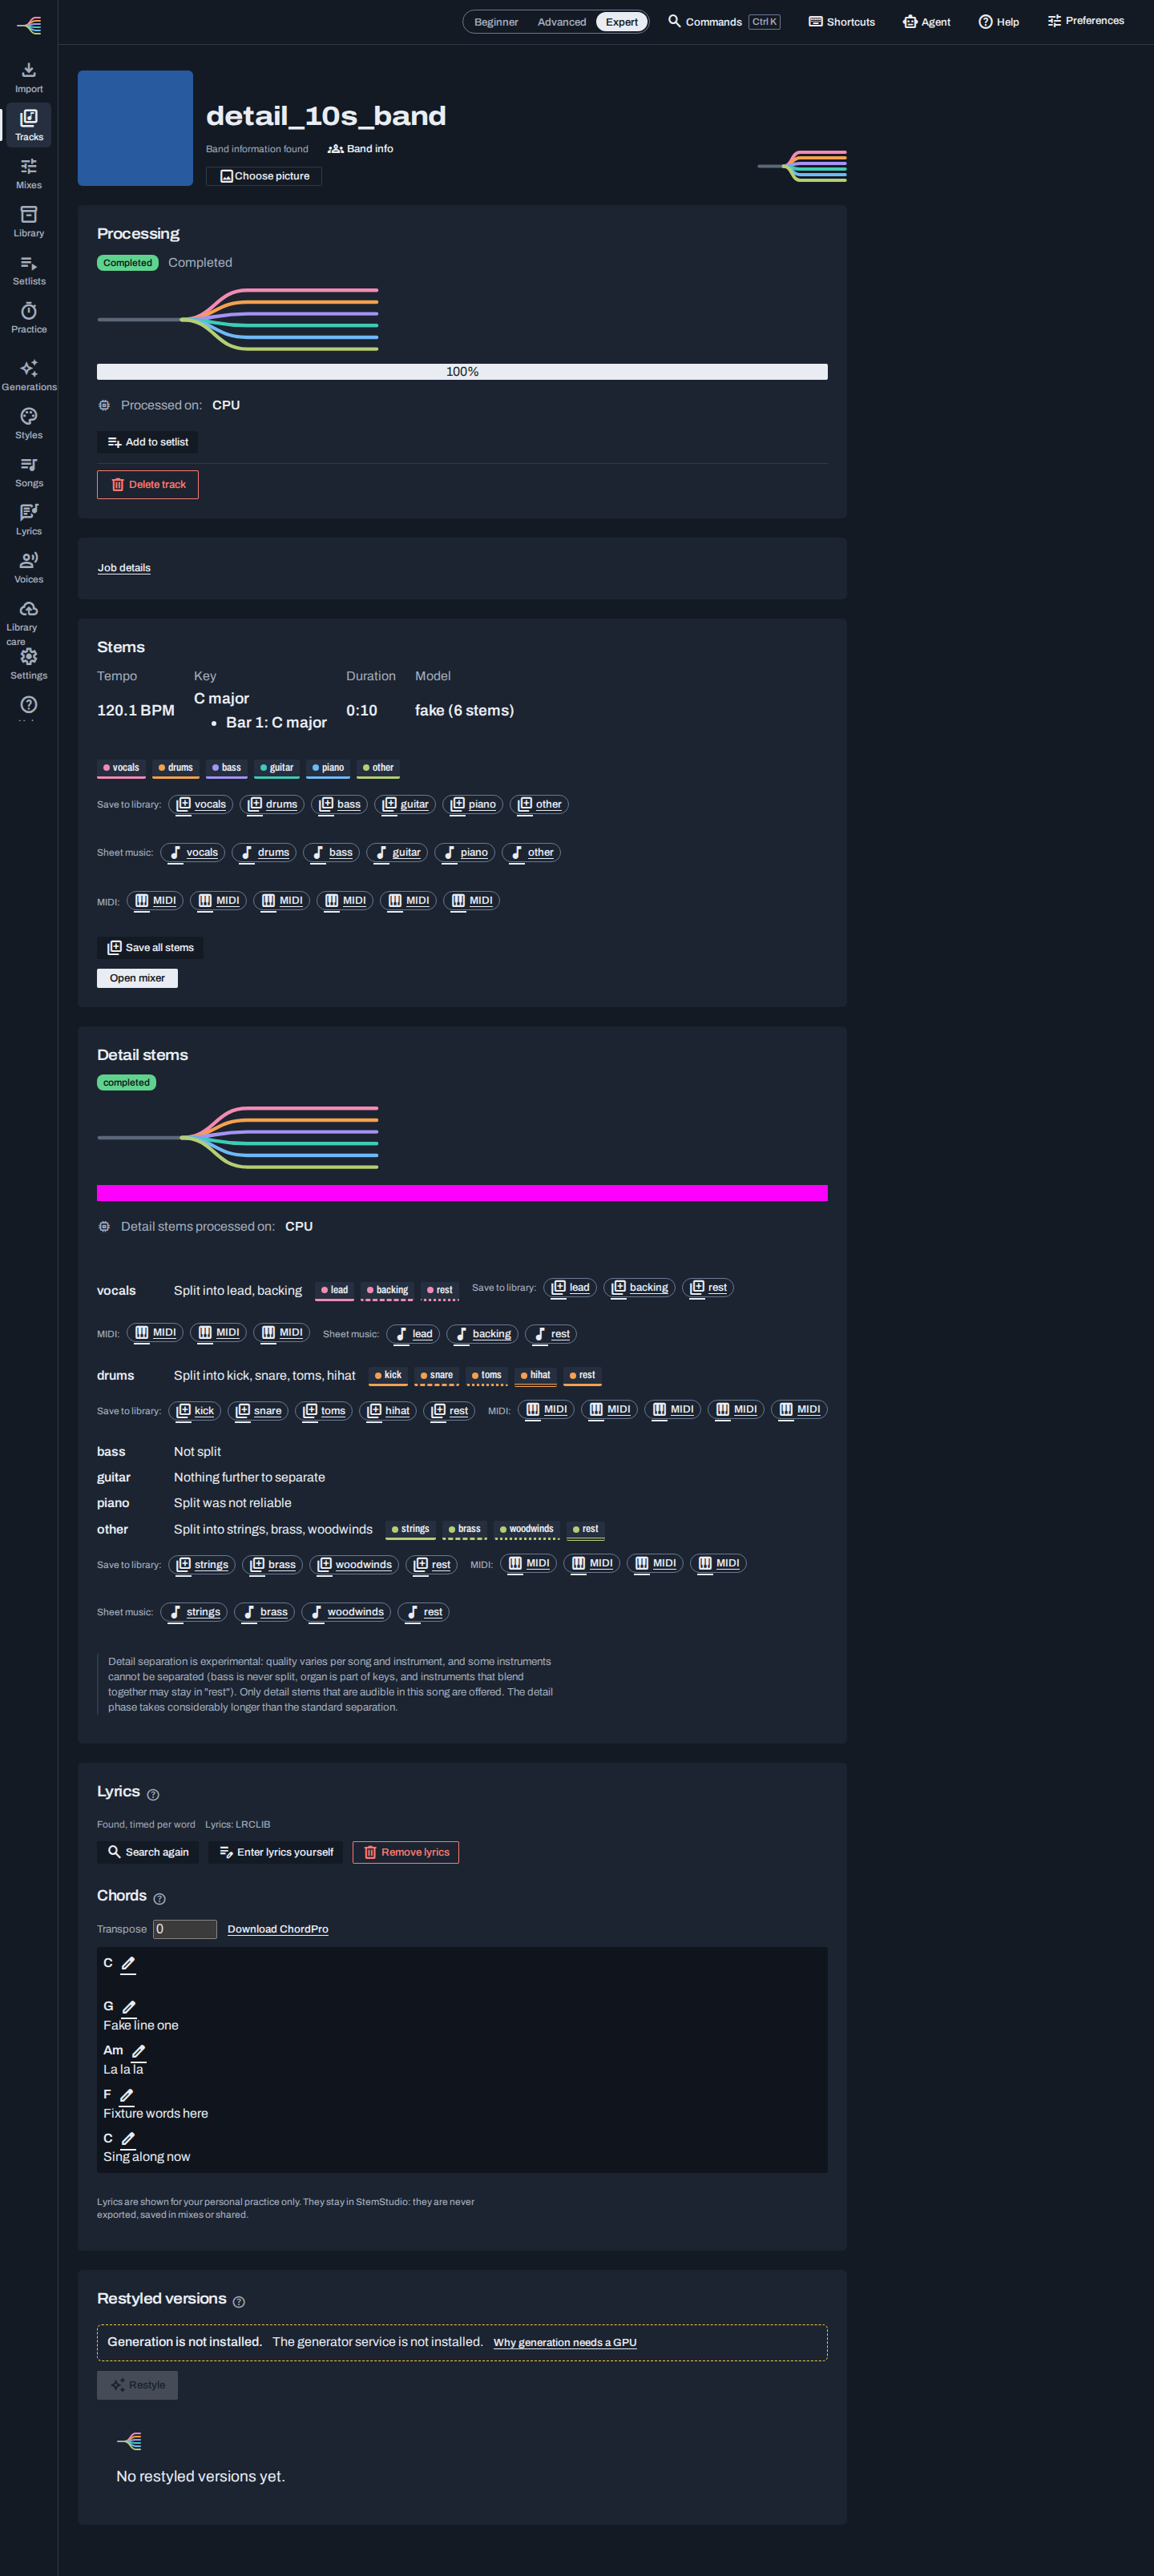 Beginner Advanced Expert Commands Ctrl K Shortcuts Agent Help Preferences
Import
Tracks
Mixes
Library
Setlists
Practice
Generations
Styles
Songs
Lyrics
Voices
Library care
Settings
detail_10s_band
Band information found Band info
Choose picture
Processing
Completed Completed
100%
Processed on: CPU
Add to setlist
Delete track
Job details
Stems
Tempo Key Duration Model
120.1 BPM C major 0:10 fake (6 stems)
• Bar 1: C major
vocals drums bass guitar piano other
Save to library: vocals drums bass guitar piano other
Sheet music: vocals drums bass guitar piano other
MIDI: MIDI MIDI MIDI MIDI MIDI MIDI
Save all stems
Open mixer
Detail stems
completed
Detail stems processed on: CPU
vocals Split into lead, backing lead backing rest Save to library: lead backing rest
MIDI: MIDI MIDI MIDI Sheet music: lead backing rest
drums Split into kick, snare, toms, hihat kick snare toms hihat rest
Save to library: kick snare toms hihat rest MIDI: MIDI MIDI MIDI MIDI MIDI
bass Not split
guitar Nothing further to separate
piano Split was not reliable
other Split into strings, brass, woodwinds strings brass woodwinds rest
Save to library: strings brass woodwinds rest MIDI: MIDI MIDI MIDI MIDI
Sheet music: strings brass woodwinds rest
Detail separation is experimental: quality varies per song and instrument, and some instruments
cannot be separated (bass is never split, organ is part of keys, and instruments that blend
together may stay in "rest"). Only detail stems that are audible in this song are offered. The detail
phase takes considerably longer than the standard separation.
Lyrics
Found, timed per word Lyrics: LRCLIB
Search again Enter lyrics yourself Remove lyrics
Chords
Transpose 0 Download ChordPro
C
G
Fake line one
Am
La la la
F
Fixture words here
C
Sing along now
Lyrics are shown for your personal practice only. They stay in StemStudio: they are never
exported, saved in mixes or shared.
Restyled versions
Generation is not installed. The generator service is not installed. Why generation needs a GPU
Restyle
No restyled versions yet.